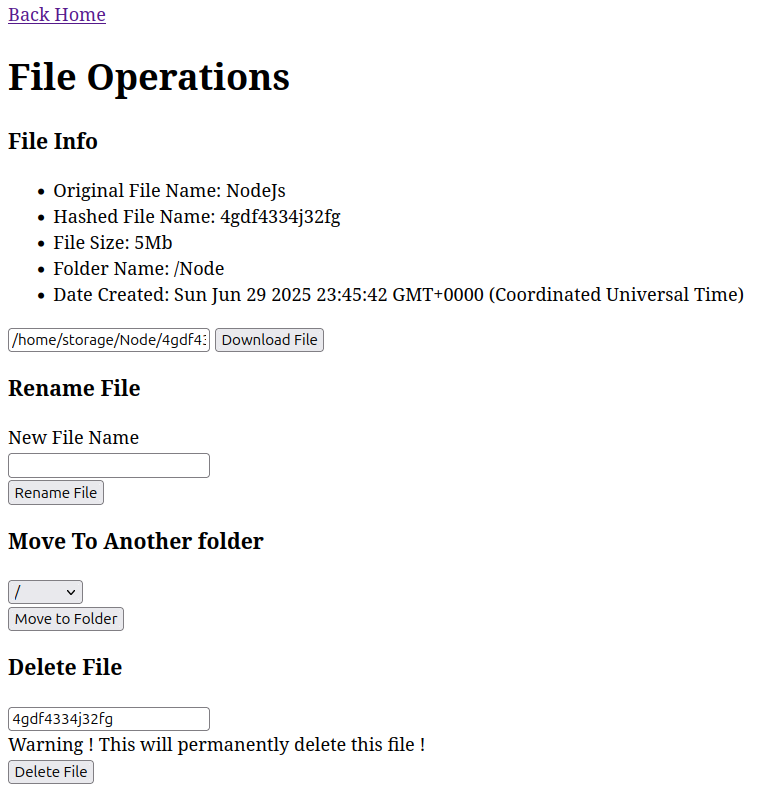 Back Home
File Operations
File Info
Original File Name: NodeJs
Hashed File Name: 4gdf4334j32fg
File Size: 5Mb
Folder Name: /Node
Date Created: Sun Jun 29 2025 23:45:42 GMT+0000 (Coordinated Universal Time)
/home/storage/Node/4gdf43 Download File
Rename File
New File Name
Rename File
Move To Another folder
/
Move to Folder
Delete File
4gdf4334j32fg
Warning ! This will permanently delete this file !
Delete File